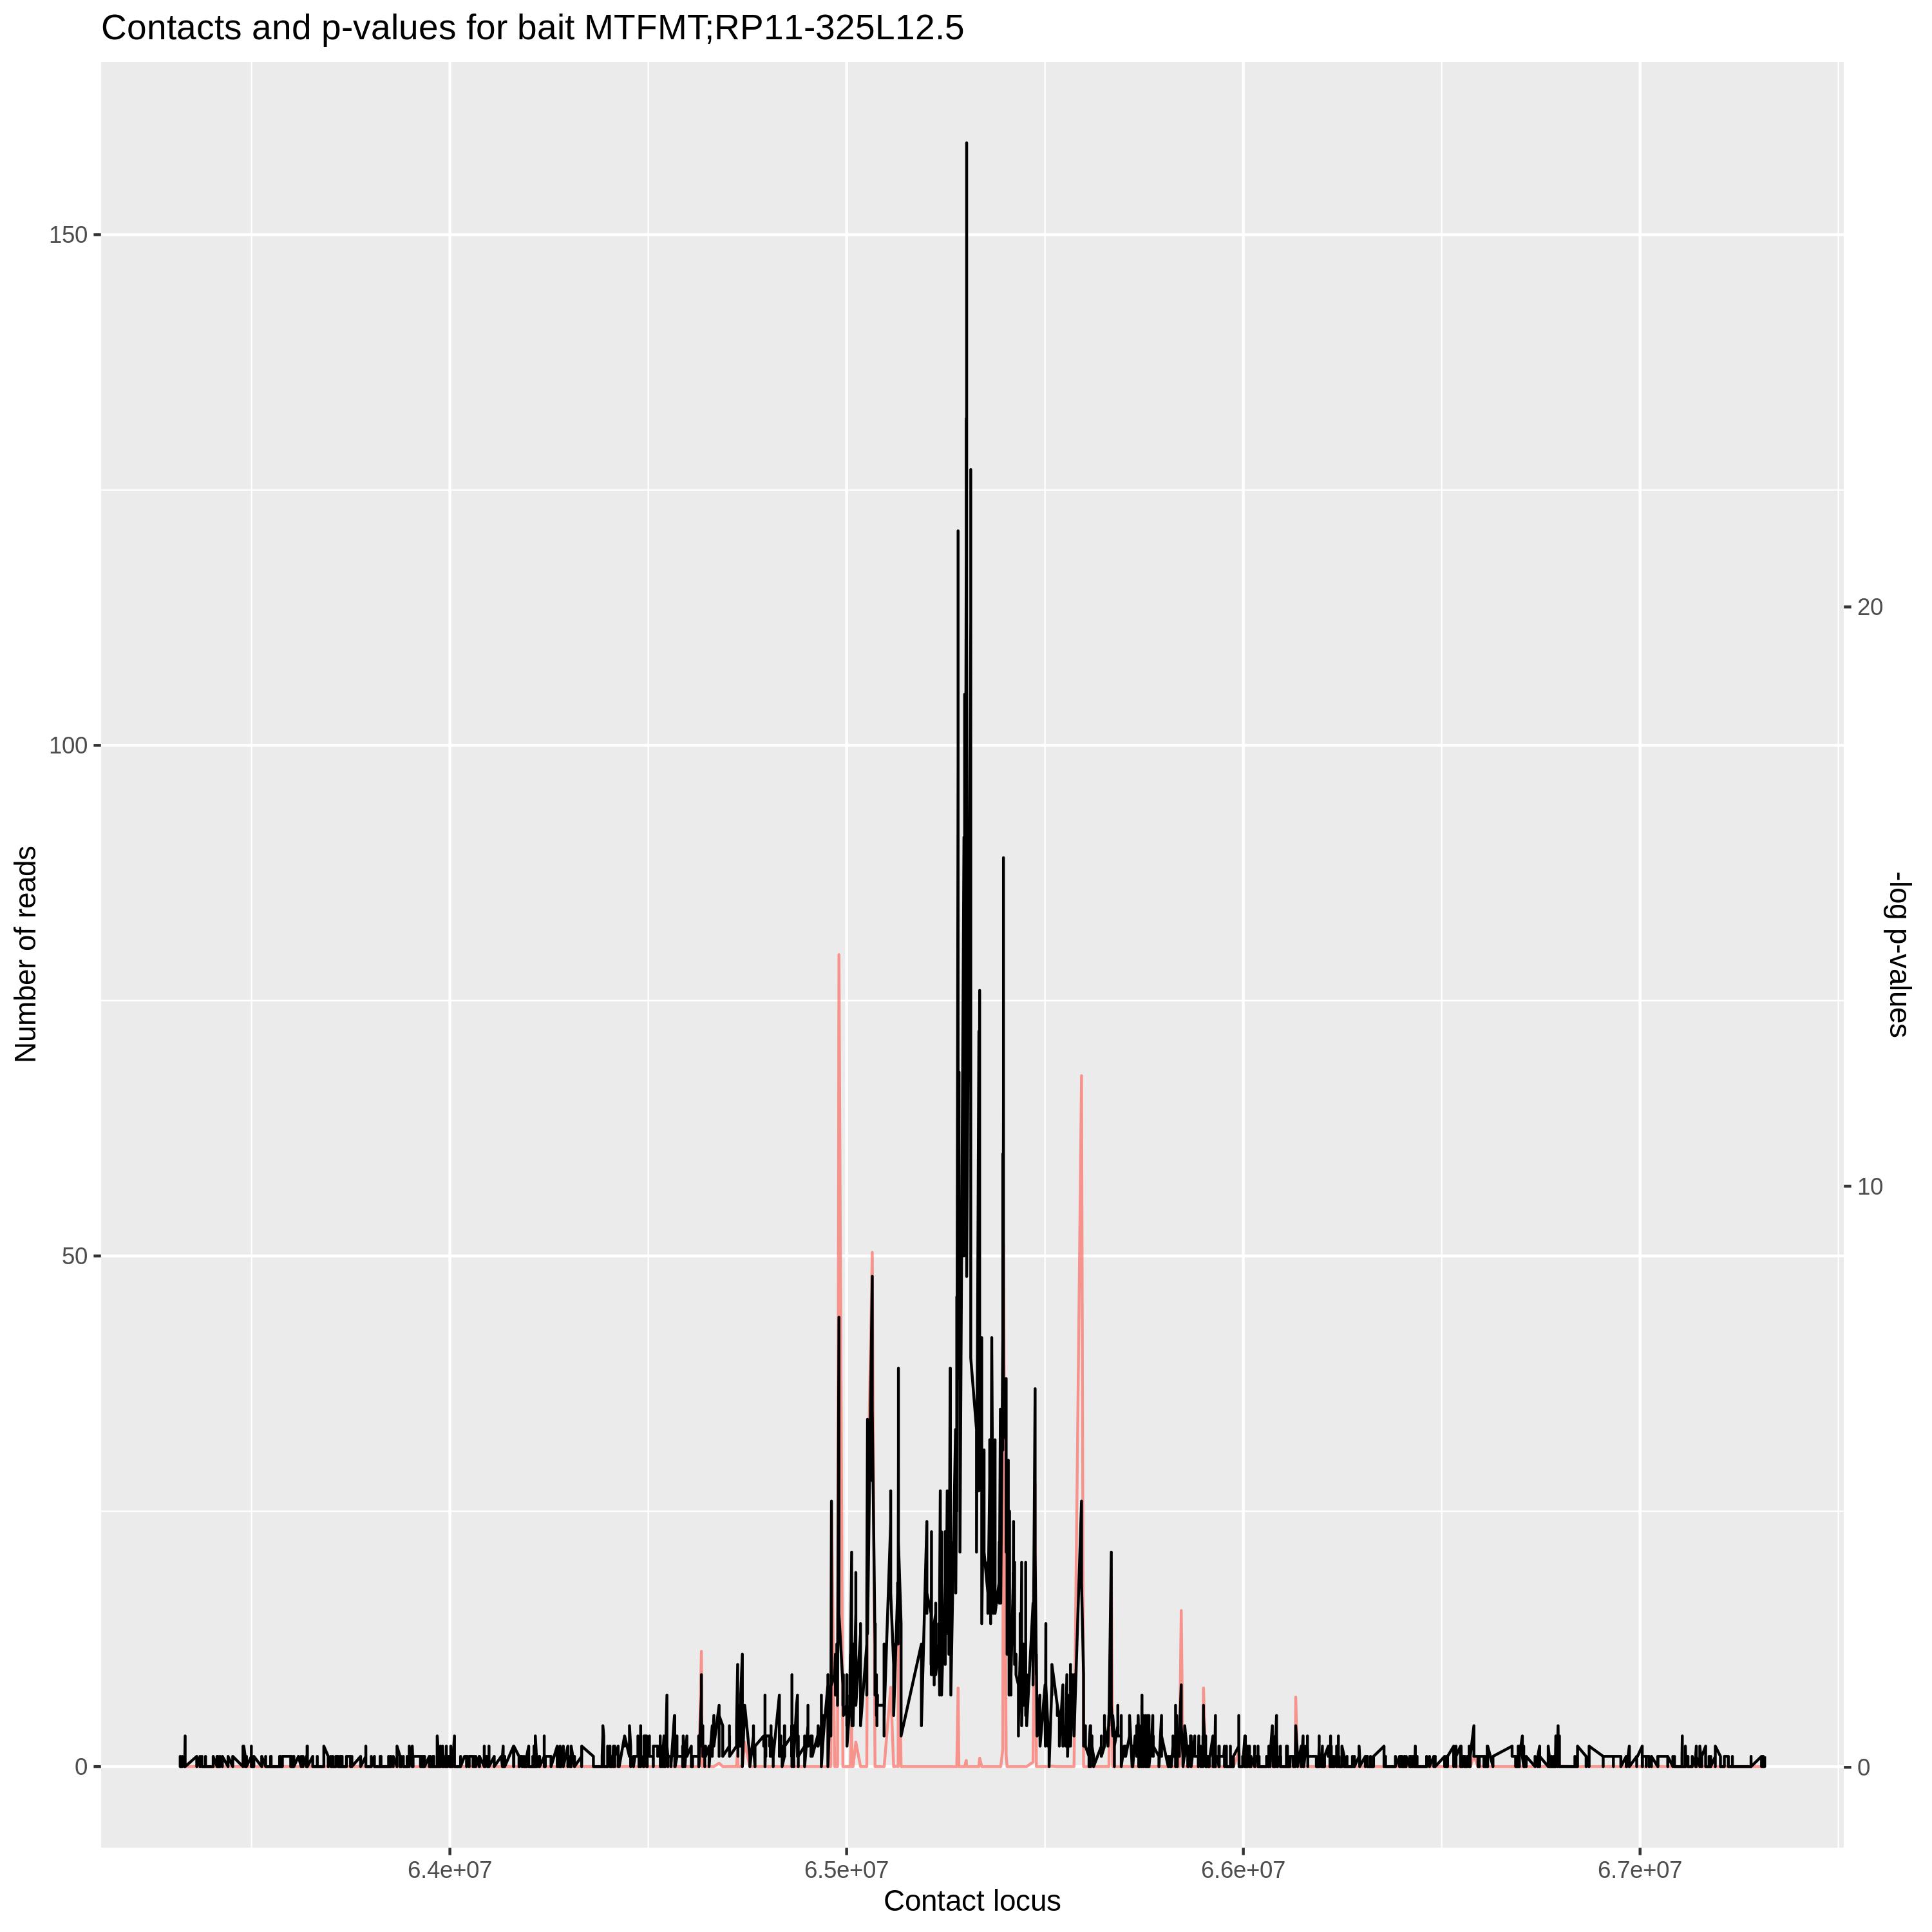 Contacts and p-values for bait MTFMT;RP11-325L12.5
150
100
50
0
Number of reads
20
10
0
-log p-values
6.4e+07 6.5e+07 6.6e+07 6.7e+07
Contact locus